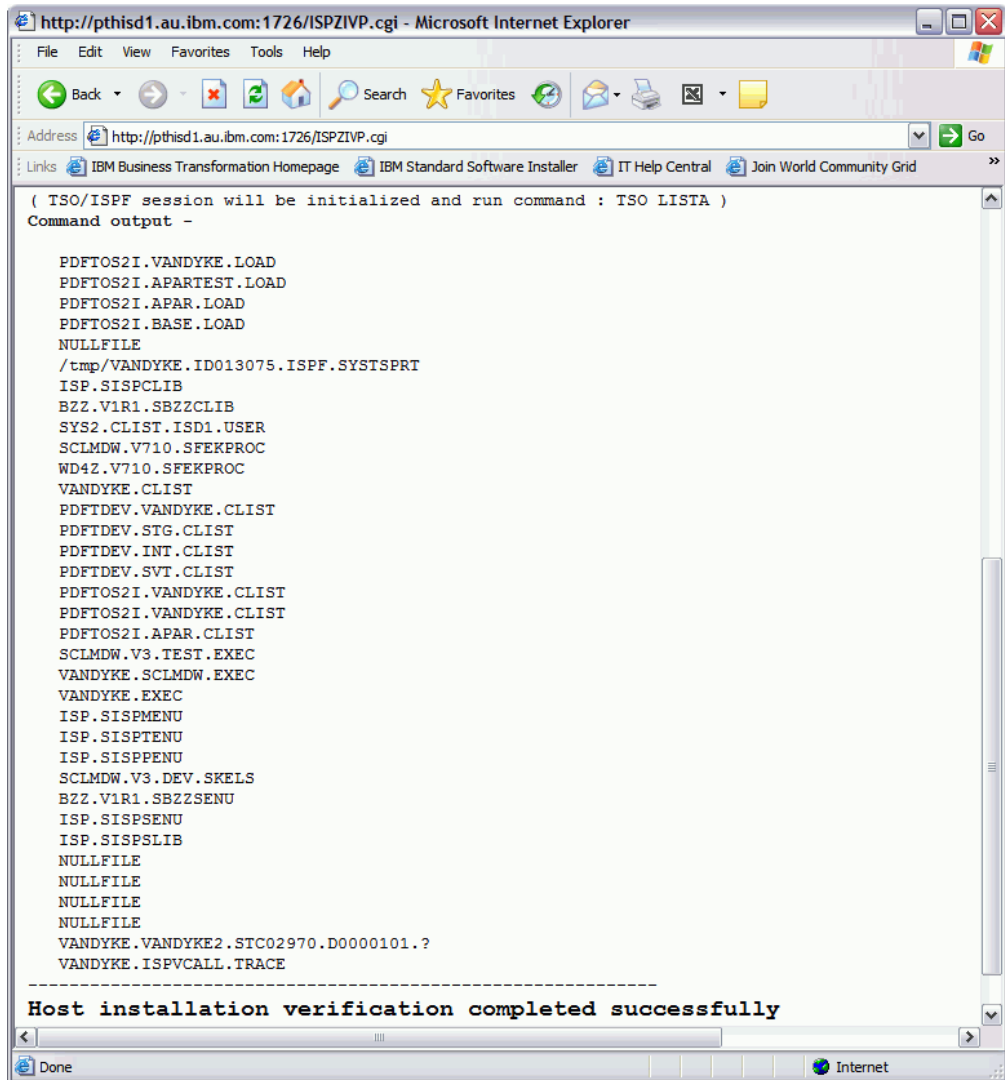 http://pthisd1.au.ibm.com:1726/ISPZIVP.cgi - Microsoft Internet Explorer
File Edit View Favorites Tools Help
Back Search Favorites
Address http://pthisd1.au.ibm.com:1726/ISPZIVP.cgi Go
Links IBM Business Transformation Homepage IBM Standard Software Installer IT Help Central Join World Community Grid »
( TSO/ISPF session will be initialized and run command : TSO LISTA )
Command output -
PDFTOS2I.VANDYKE.LOAD
PDFTOS2I.APARTEST.LOAD
PDFTOS2I.APAR.LOAD
PDFTOS2I.BASE.LOAD
NULLFILE
/tmp/VANDYKE.ID013075.ISPF.SYSTSPRT
ISP.SISPCLIB
BZZ.V1R1.SBZZCLIB
SYS2.CLIST.ISD1.USER
SCLMDW.V710.SFEKPROC
WD4Z.V710.SFEKPROC
VANDYKE.CLIST
PDFTDEV.VANDYKE.CLIST
PDFTDEV.STG.CLIST
PDFTDEV.INT.CLIST
PDFTDEV.SVT.CLIST
PDFTOS2I.VANDYKE.CLIST
PDFTOS2I.VANDYKE.CLIST
PDFTOS2I.APAR.CLIST
SCLMDW.V3.TEST.EXEC
VANDYKE.SCLMDW.EXEC
VANDYKE.EXEC
ISP.SISPMENU
ISP.SISPTENU
ISP.SISPPENU
SCLMDW.V3.DEV.SKELS
BZZ.V1R1.SBZZSENU
ISP.SISPSENU
ISP.SISPSLIB
NULLFILE
NULLFILE
NULLFILE
NULLFILE
VANDYKE.VANDYKE2.STC02970.D0000101.?
VANDYKE.ISPVCALL.TRACE
-------------------------------------------------------------
Host installation verification completed successfully
Done Internet